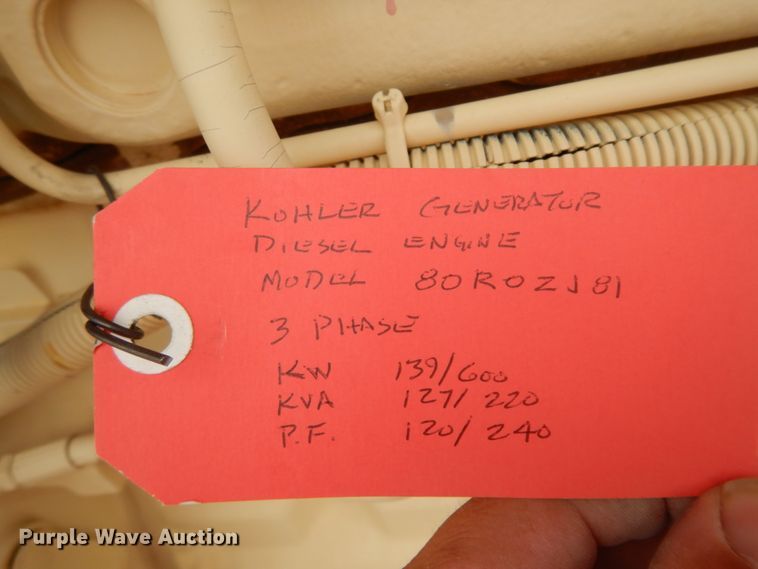 KOHLER GENERATOR
DIESEL ENGINE
MODEL 80ROZJ81
3 PHASE
KW 139/600
KVA 127/220
P.F. 120/240
Purple Wave Auction